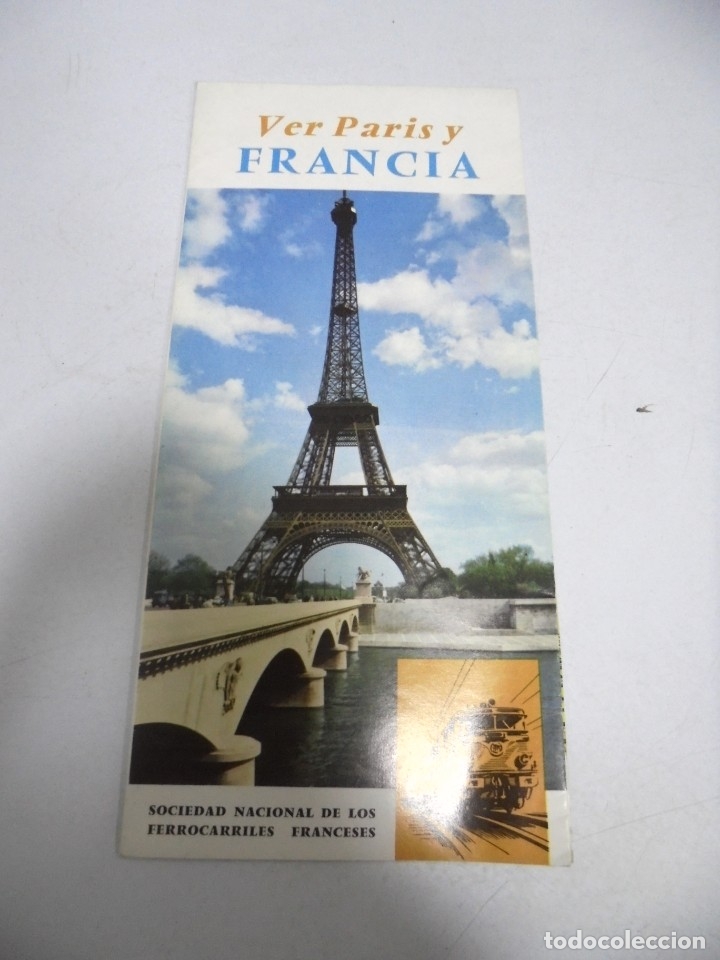 Ver Paris y
FRANCIA
SOCIEDAD NACIONAL DE LOS
FERROCARRILES FRANCESES
todocoleccion